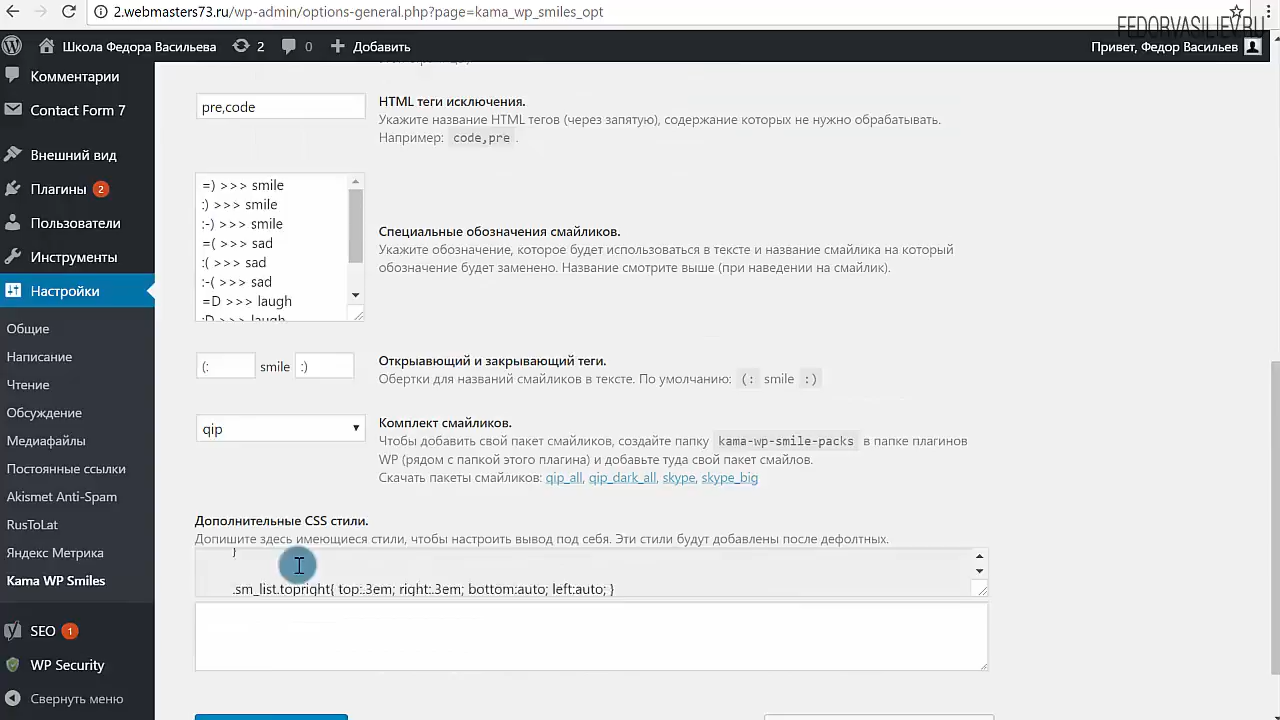 2.webmasters73.ru/wp-admin/options-general.php?page=kama_wp_smiles_opt
FEDORVASILIEV.RU
Школа Федора Васильева 2 0 Добавить Привет, Федор Васильев
Комментарии
Contact Form 7
Внешний вид
Плагины 2
Пользователи
Инструменты
Настройки
Общие
Написание
Чтение
Обсуждение
Медиафайлы
Постоянные ссылки
Akismet Anti-Spam
RusToLat
Яндекс Метрика
Kama WP Smiles
SEO 1
WP Security
Свернуть меню
pre,code
HTML теги исключения.
Укажите название HTML тегов (через запятую), содержание которых не нужно обрабатывать.
Например: code,pre .
=) >>> smile
:) >>> smile
:-) >>> smile
=( >>> sad
:( >>> sad
:-( >>> sad
=D >>> laugh
:D >>> laugh
Специальные обозначения смайликов.
Укажите обозначение, которое будет использоваться в тексте и название смайлика на который
обозначение будет заменено. Название смотрите выше (при наведении на смайлик).
(: smile :)
Открыавющий и закрывающий теги.
Обертки для названий смайликов в тексте. По умолчанию: (: smile :)
qip
Комплект смайликов.
Чтобы добавить свой пакет смайликов, создайте папку kama-wp-smile-packs в папке плагинов
WP (рядом с папкой этого плагина) и добавьте туда свой пакет смайлов.
Скачать пакеты смайликов: qip_all, qip_dark_all, skype, skype_big
Дополнительные CSS стили.
Допишите здесь имеющиеся стили, чтобы настроить вывод под себя. Эти стили будут добавлены после дефолтных.
}
.sm_list.topright{ top:.3em; right:.3em; bottom:auto; left:auto; }